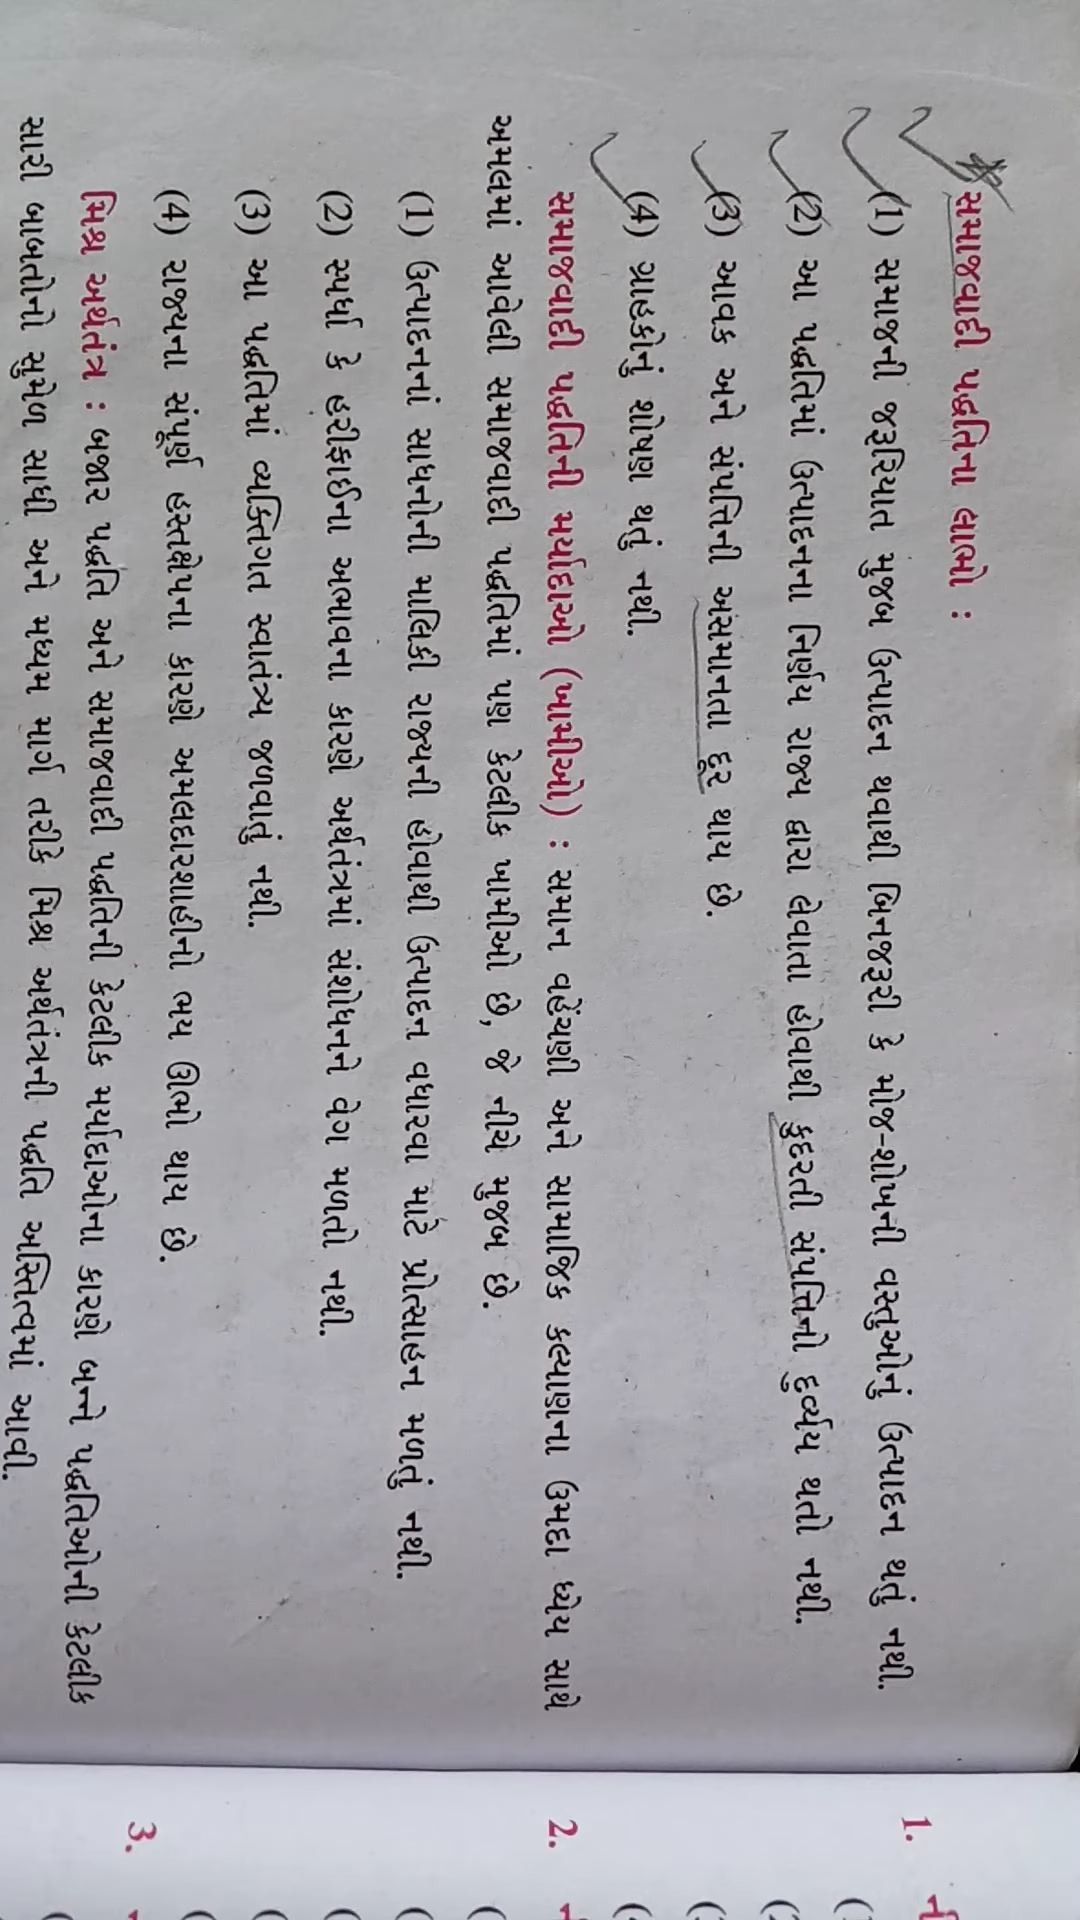 સમાજવાદી પદ્ધતિના લાભો :
(1) સમાજની જરૂરિયાત મુજબ ઉત્પાદન થવાથી બિનજરૂરી કે મોજ-શોખની વસ્તુઓનું ઉત્પાદન થતું નથી.
(2) આ પદ્ધતિમાં ઉત્પાદનના નિર્ણય રાજ્ય દ્વારા લેવાતા હોવાથી કુદરતી સંપત્તિનો દુર્વ્યય થતો નથી.
(3) આવક અને સંપત્તિની અસમાનતા દૂર થાય છે.
(4) ગ્રાહકોનું શોષણ થતું નથી.
સમાજવાદી પદ્ધતિની મર્યાદાઓ (ખામીઓ) : સમાન વહેંચણી અને સામાજિક કલ્યાણના ઉમદા ધ્યેય સાથે
અમલમાં આવેલી સમાજવાદી પદ્ધતિમાં પણ કેટલીક ખામીઓ છે, જે નીચે મુજબ છે.
(1) ઉત્પાદનનાં સાધનોની માલિકી રાજ્યની હોવાથી ઉત્પાદન વધારવા માટે પ્રોત્સાહન મળતું નથી.
(2) સ્પર્ધા કે હરીફાઈના અભાવના કારણે અર્થતંત્રમાં સંશોધનને વેગ મળતો નથી.
(3) આ પદ્ધતિમાં વ્યક્તિગત સ્વાતંત્ર્ય જળવાતું નથી.
(4) રાજ્યના સંપૂર્ણ હસ્તક્ષેપના કારણે અમલદારશાહીનો ભય ઊભો થાય છે.
મિશ્ર અર્થતંત્ર : બજાર પદ્ધતિ અને સમાજવાદી પદ્ધતિની કેટલીક મર્યાદાઓના કારણે બન્ને પદ્ધતિઓની કેટલીક
સારી બાબતોનો સુમેળ સાધી અને મધ્યમ માર્ગ તરીકે મિશ્ર અર્થતંત્રની પદ્ધતિ અસ્તિત્વમાં આવી.
1.
2.
3.